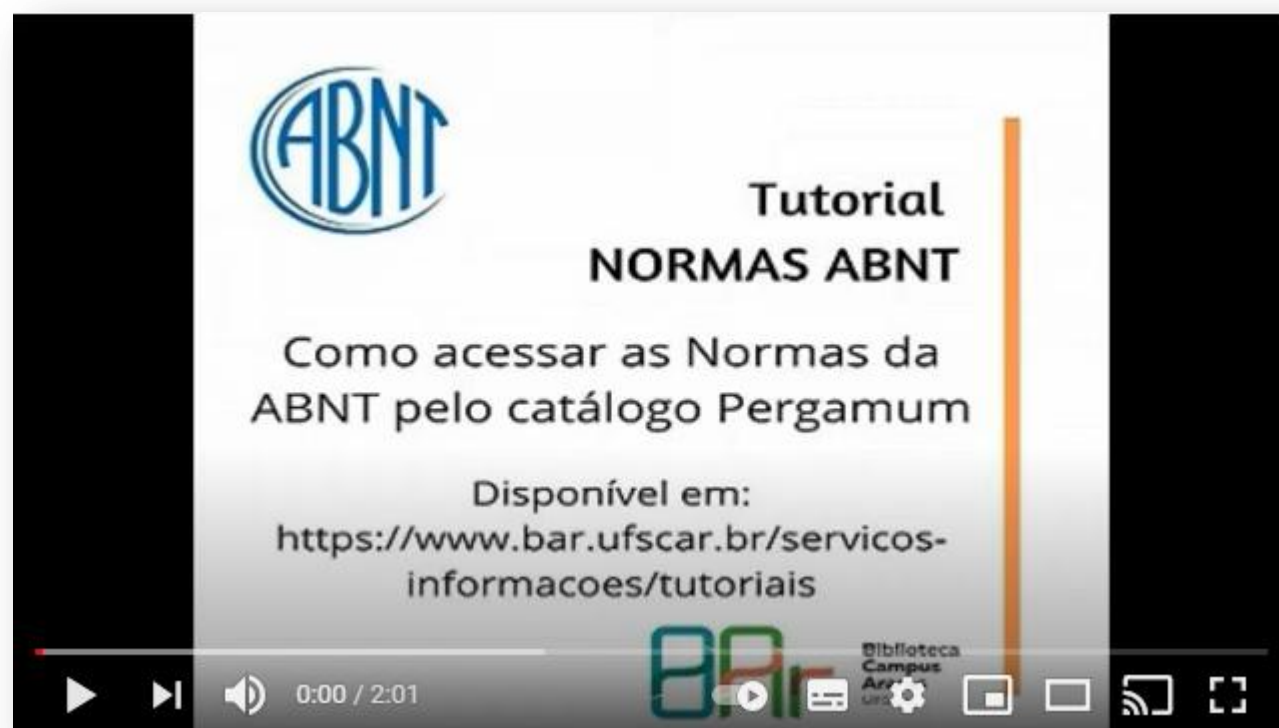 ABNT
Tutorial
NORMAS ABNT
Como acessar as Normas da
ABNT pelo catálogo Pergamum
Disponível em:
https://www.bar.ufscar.br/servicos-
informacoes/tutoriais
BAr
Biblioteca
Campus
0:00 / 2:01